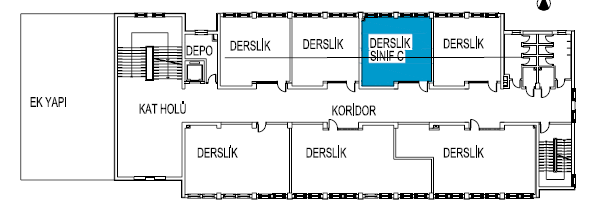 DERSLİK
DERSLİK
DERSLİK
SINIF C
DERSLİK
DEPO
EK YAPI
KAT HOLÜ
KORİDOR
DERSLİK
DERSLİK
DERSLİK